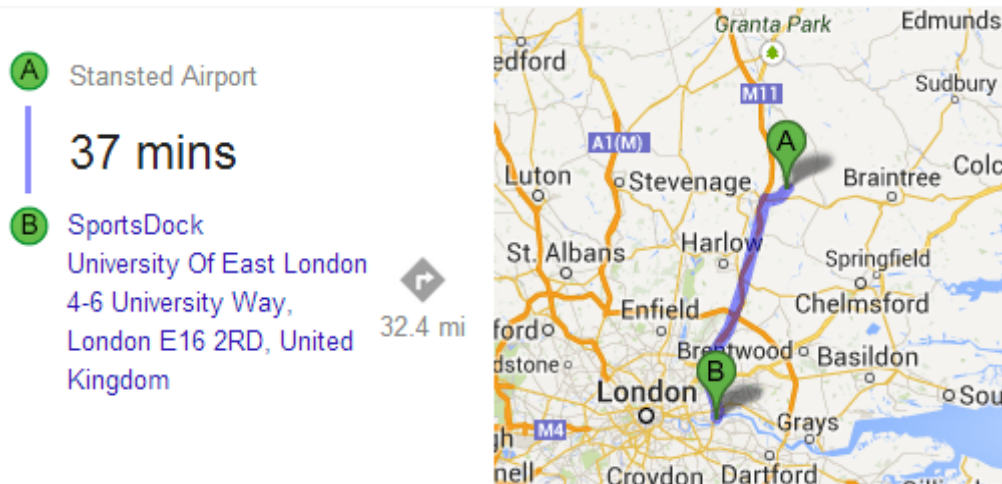 A
Stansted Airport
37 mins
B
SportsDock
University Of East London
4-6 University Way,
London E16 2RD, United
Kingdom
32.4 mi
Granta Park
Edmunds
edford
Sudbury
M11
A1(M)
A
Luton
Stevenage
Braintree
Colc
Harlow
St. Albans
Springfield
Chelmsford
Enfield
ford
Brentwood
Basildon
dstone
B
London
Sou
Grays
gh
M4
nell
Croydon
Dartford